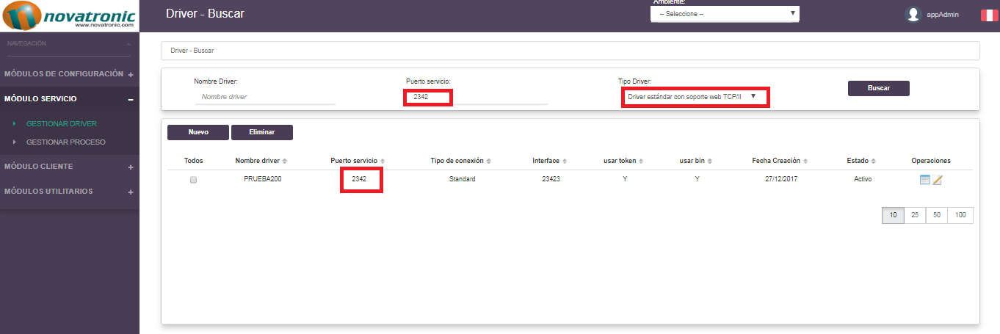 novatronic
www.novatronic.com
Driver - Buscar
Ambiente:
-- Seleccione --
appAdmin
NAVEGACIÓN
MÓDULOS DE CONFIGURACIÓN +
MÓDULO SERVICIO –
GESTIONAR DRIVER
GESTIONAR PROCESO
MÓDULO CLIENTE +
MÓDULOS UTILITARIOS +
Driver - Buscar
Nombre Driver: Puerto servicio: Tipo Driver:
Nombre driver 2342 Driver estándar con soporte web TCP/II
Buscar
Nuevo Eliminar
Todos Nombre driver Puerto servicio Tipo de conexión Interface usar token usar bin Fecha Creación Estado Operaciones
PRUEBA200 2342 Standard 23423 Y Y 27/12/2017 Activo
10 25 50 100